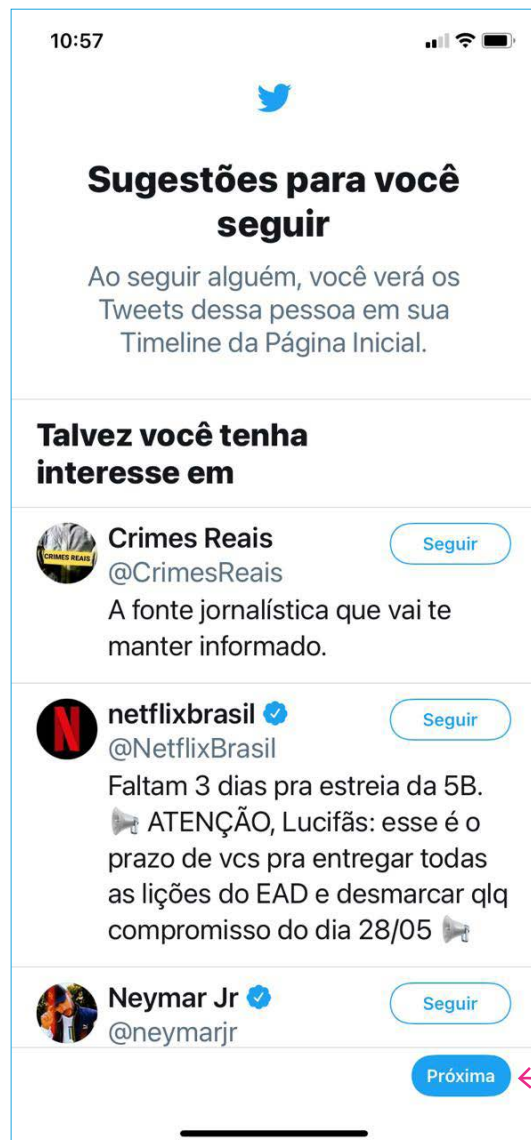 10:57
Sugestões para você
seguir
Ao seguir alguém, você verá os
Tweets dessa pessoa em sua
Timeline da Página Inicial.
Talvez você tenha
interesse em
CRIMES REAIS
Crimes Reais
Seguir
@CrimesReais
A fonte jornalística que vai te
manter informado.
N
netflixbrasil
Seguir
@NetflixBrasil
Faltam 3 dias pra estreia da 5B.
📢 ATENÇÃO, Lucifãs: esse é o
prazo de vcs pra entregar todas
as lições do EAD e desmarcar qlq
compromisso do dia 28/05 📢
Neymar Jr
Seguir
@neymarjr
Próxima